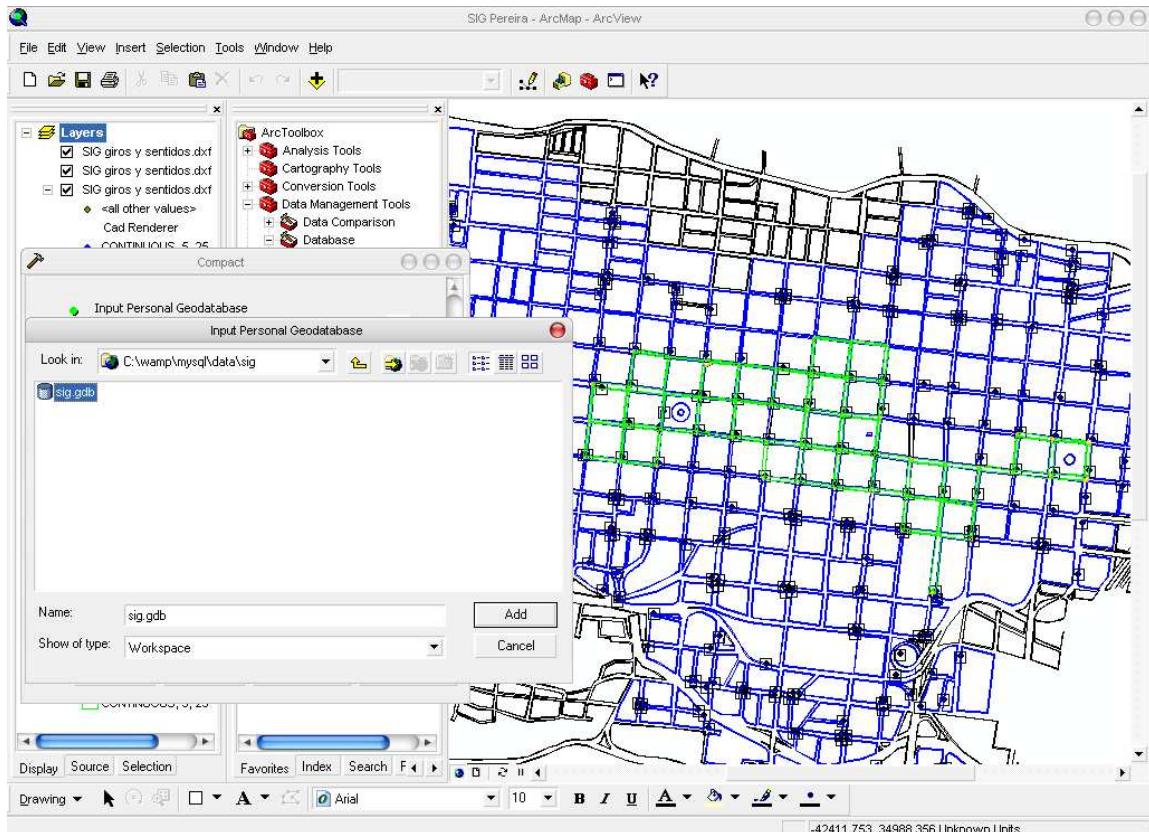 SIG Pereira - ArcMap - ArcView
File Edit View Insert Selection Tools Window Help
Layers
SIG giros y sentidos.dxf
SIG giros y sentidos.dxf
SIG giros y sentidos.dxf
<all other values>
Cad Renderer
CONTINUOUS, 5, 25
ArcToolbox
Analysis Tools
Cartography Tools
Conversion Tools
Data Management Tools
Data Comparison
Database
Compact
Input Personal Geodatabase
Input Personal Geodatabase
Look in: C:\wamp\mysql\data\sig
sig.gdb
Name: sig.gdb Add
Show of type: Workspace Cancel
Display Source Selection
Favorites Index Search F
Drawing A Arial 10 B I U A
-42411,753 34988,356 Unknown Units